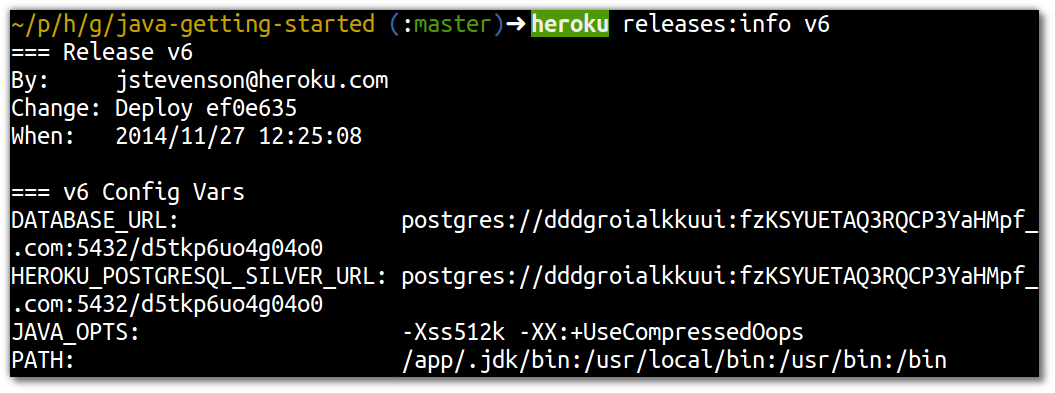 ~/p/h/g/java-getting-started (:master)➜heroku releases:info v6
=== Release v6
By:     jstevenson@heroku.com
Change: Deploy ef0e635
When:   2014/11/27 12:25:08
=== v6 Config Vars
DATABASE_URL:                 postgres://dddgroialkkuui:fzKSYUETAQ3RQCP3YaHMpf_
.com:5432/d5tkp6uo4g04o0
HEROKU_POSTGRESQL_SILVER_URL: postgres://dddgroialkkuui:fzKSYUETAQ3RQCP3YaHMpf_
.com:5432/d5tkp6uo4g04o0
JAVA_OPTS:                    -Xss512k -XX:+UseCompressedOops
PATH:                         /app/.jdk/bin:/usr/local/bin:/usr/bin:/bin